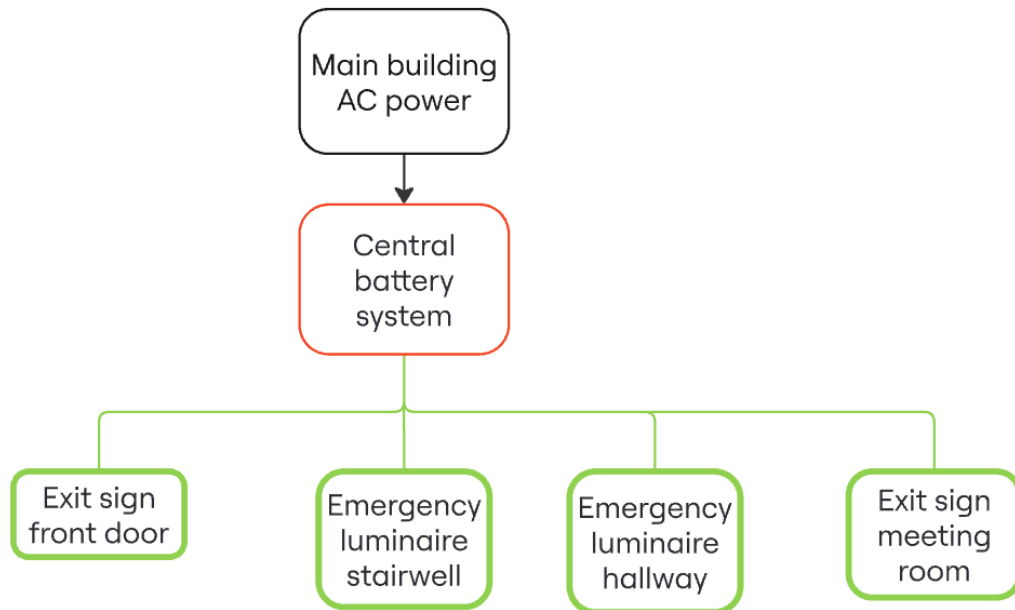 Main building
AC power
Central
battery
system
Exit sign
front door
Emergency
luminaire
stairwell
Emergency
luminaire
hallway
Exit sign
meeting
room